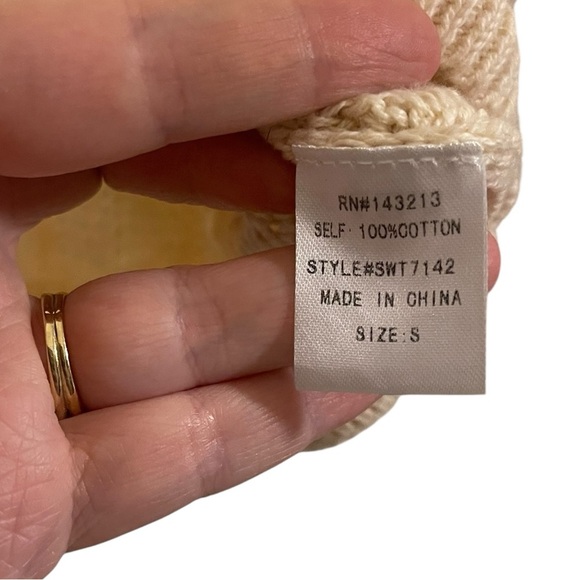 RN#143213
SELF: 100%COTTON
STYLE#SWT7142
MADE IN CHINA
SIZE:S